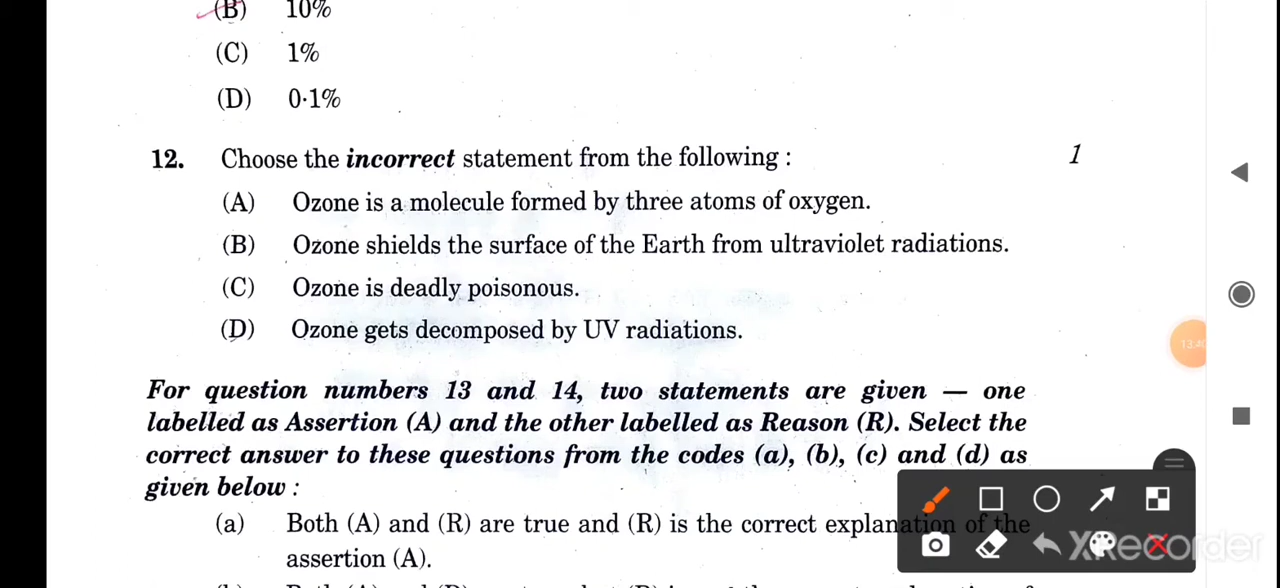 (B) 10%
(C) 1%
(D) 0·1%
12. Choose the incorrect statement from the following : 1
(A) Ozone is a molecule formed by three atoms of oxygen.
(B) Ozone shields the surface of the Earth from ultraviolet radiations.
(C) Ozone is deadly poisonous.
(D) Ozone gets decomposed by UV radiations.
13:40
For question numbers 13 and 14, two statements are given — one
labelled as Assertion (A) and the other labelled as Reason (R). Select the
correct answer to these questions from the codes (a), (b), (c) and (d) as
given below :
(a) Both (A) and (R) are true and (R) is the correct explanation of the
assertion (A).
XRecorder